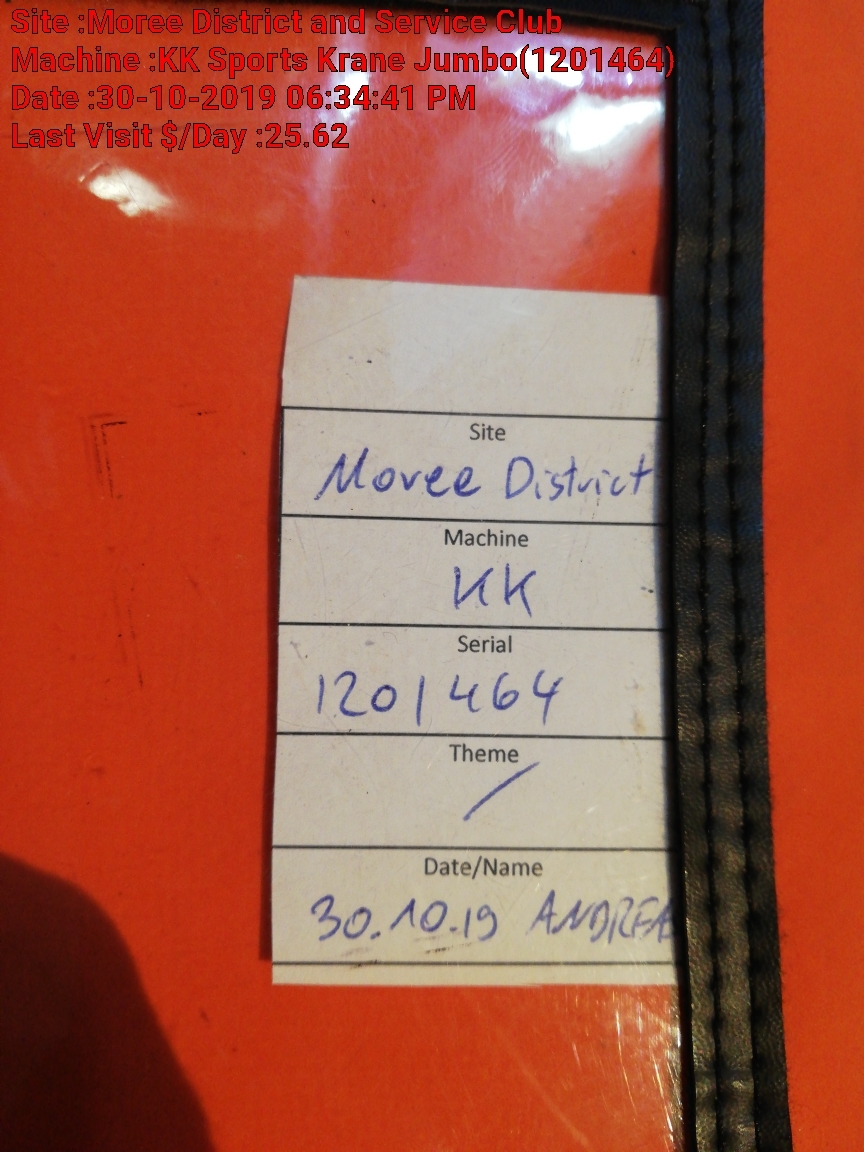 Site :Moree District and Service Club
Machine :KK Sports Krane Jumbo(1201464)
Date :30-10-2019 06:34:41 PM
Last Visit $/Day :25.62
Site
Moree District
Machine
KK
Serial
1201464
Theme
/
Date/Name
30.10.19 ANDREA